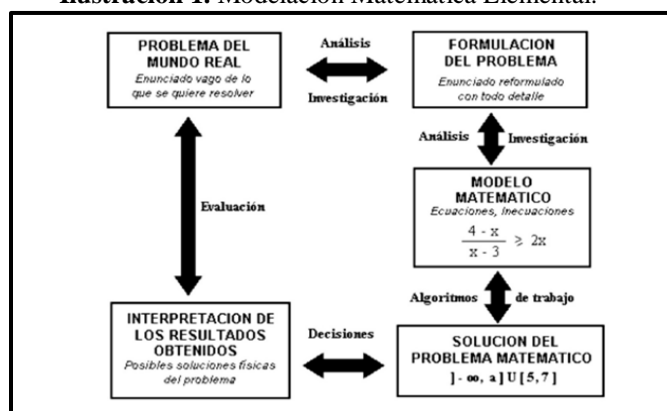 Ilustración 1. Modelación Matemática Elemental.
PROBLEMA DEL
MUNDO REAL
Enunciado vago de lo
que se quiere resolver
Análisis
Investigación
FORMULACION
DEL PROBLEMA
Enunciado reformulado
con todo detalle
Análisis
Investigación
MODELO
MATEMATICO
Ecuaciones, Inecuaciones
4 - x
x - 3
⩾ 2x
Evaluación
Algoritmos
de trabajo
INTERPRETACION DE
LOS RESULTADOS
OBTENIDOS
Posibles soluciones físicas
del problema
Decisiones
SOLUCION DEL
PROBLEMA MATEMATICO
]- ∞, a]U[5,7]